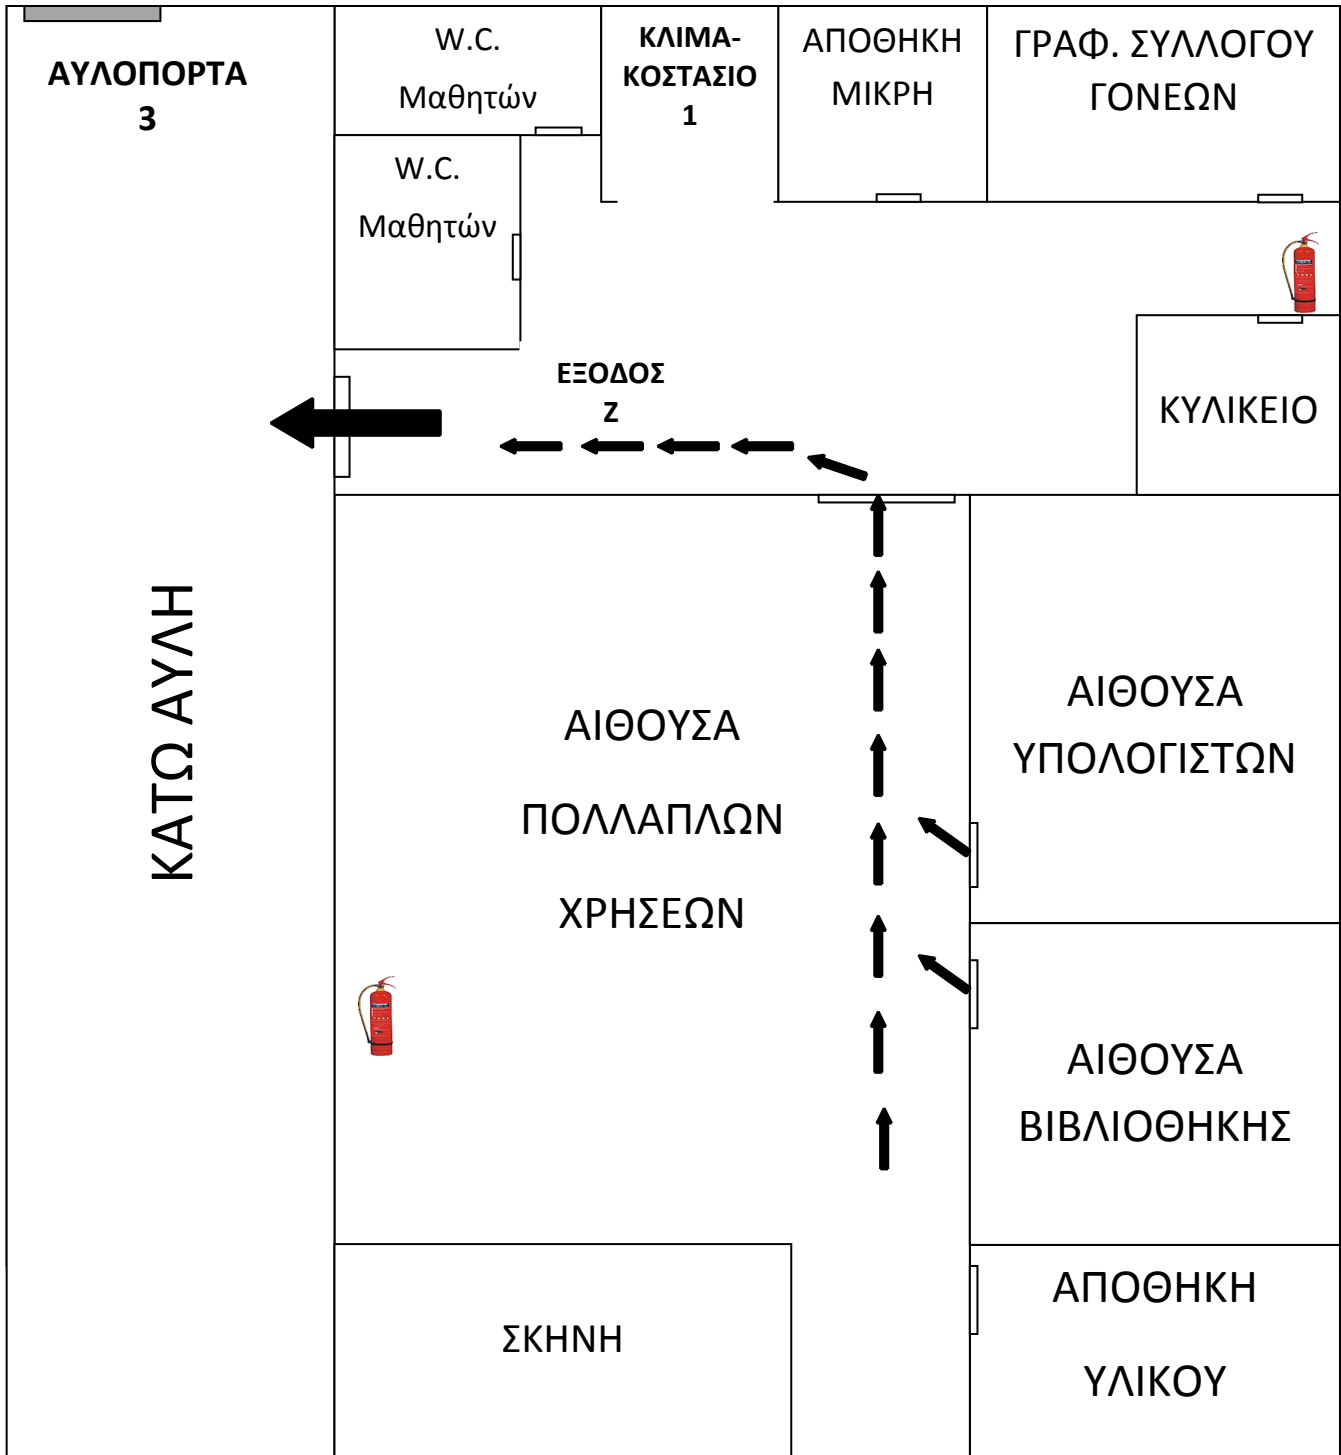 ΑΥΛΟΠΟΡΤΑ
3
W.C.
Μαθητών
ΚΛΙΜΑ-
ΚΟΣΤΑΣΙΟ
1
ΑΠΟΘΗΚΗ
ΜΙΚΡΗ
ΓΡΑΦ. ΣΥΛΛΟΓΟΥ
ΓΟΝΕΩΝ
W.C.
Μαθητών
ΕΞΟΔΟΣ
Ζ
ΚΥΛΙΚΕΙΟ
ΚΑΤΩ ΑΥΛΗ
ΑΙΘΟΥΣΑ
ΠΟΛΛΑΠΛΩΝ
ΧΡΗΣΕΩΝ
ΑΙΘΟΥΣΑ
ΥΠΟΛΟΓΙΣΤΩΝ
ΑΙΘΟΥΣΑ
ΒΙΒΛΙΟΘΗΚΗΣ
ΣΚΗΝΗ
ΑΠΟΘΗΚΗ
ΥΛΙΚΟΥ